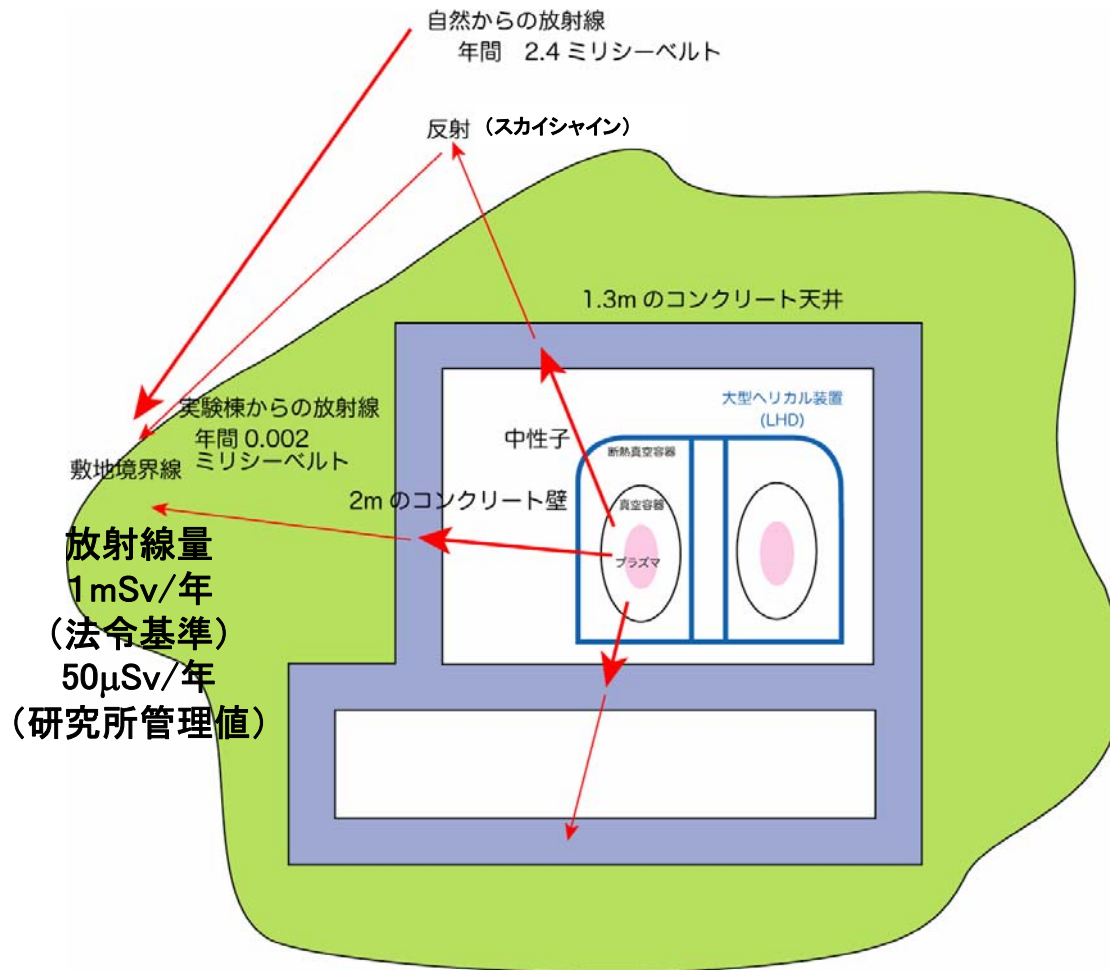 自然からの放射線
年間　2.4 ミリシーベルト
反射 （スカイシャイン）
1.3m のコンクリート天井
大型ヘリカル装置
(LHD)
実験棟からの放射線
年間 0.002
ミリシーベルト
敷地境界線
中性子
断熱真空容器
2m のコンクリート壁
真空容器
プラズマ
放射線量
1mSv/年
（法令基準）
50μSv/年
（研究所管理値）